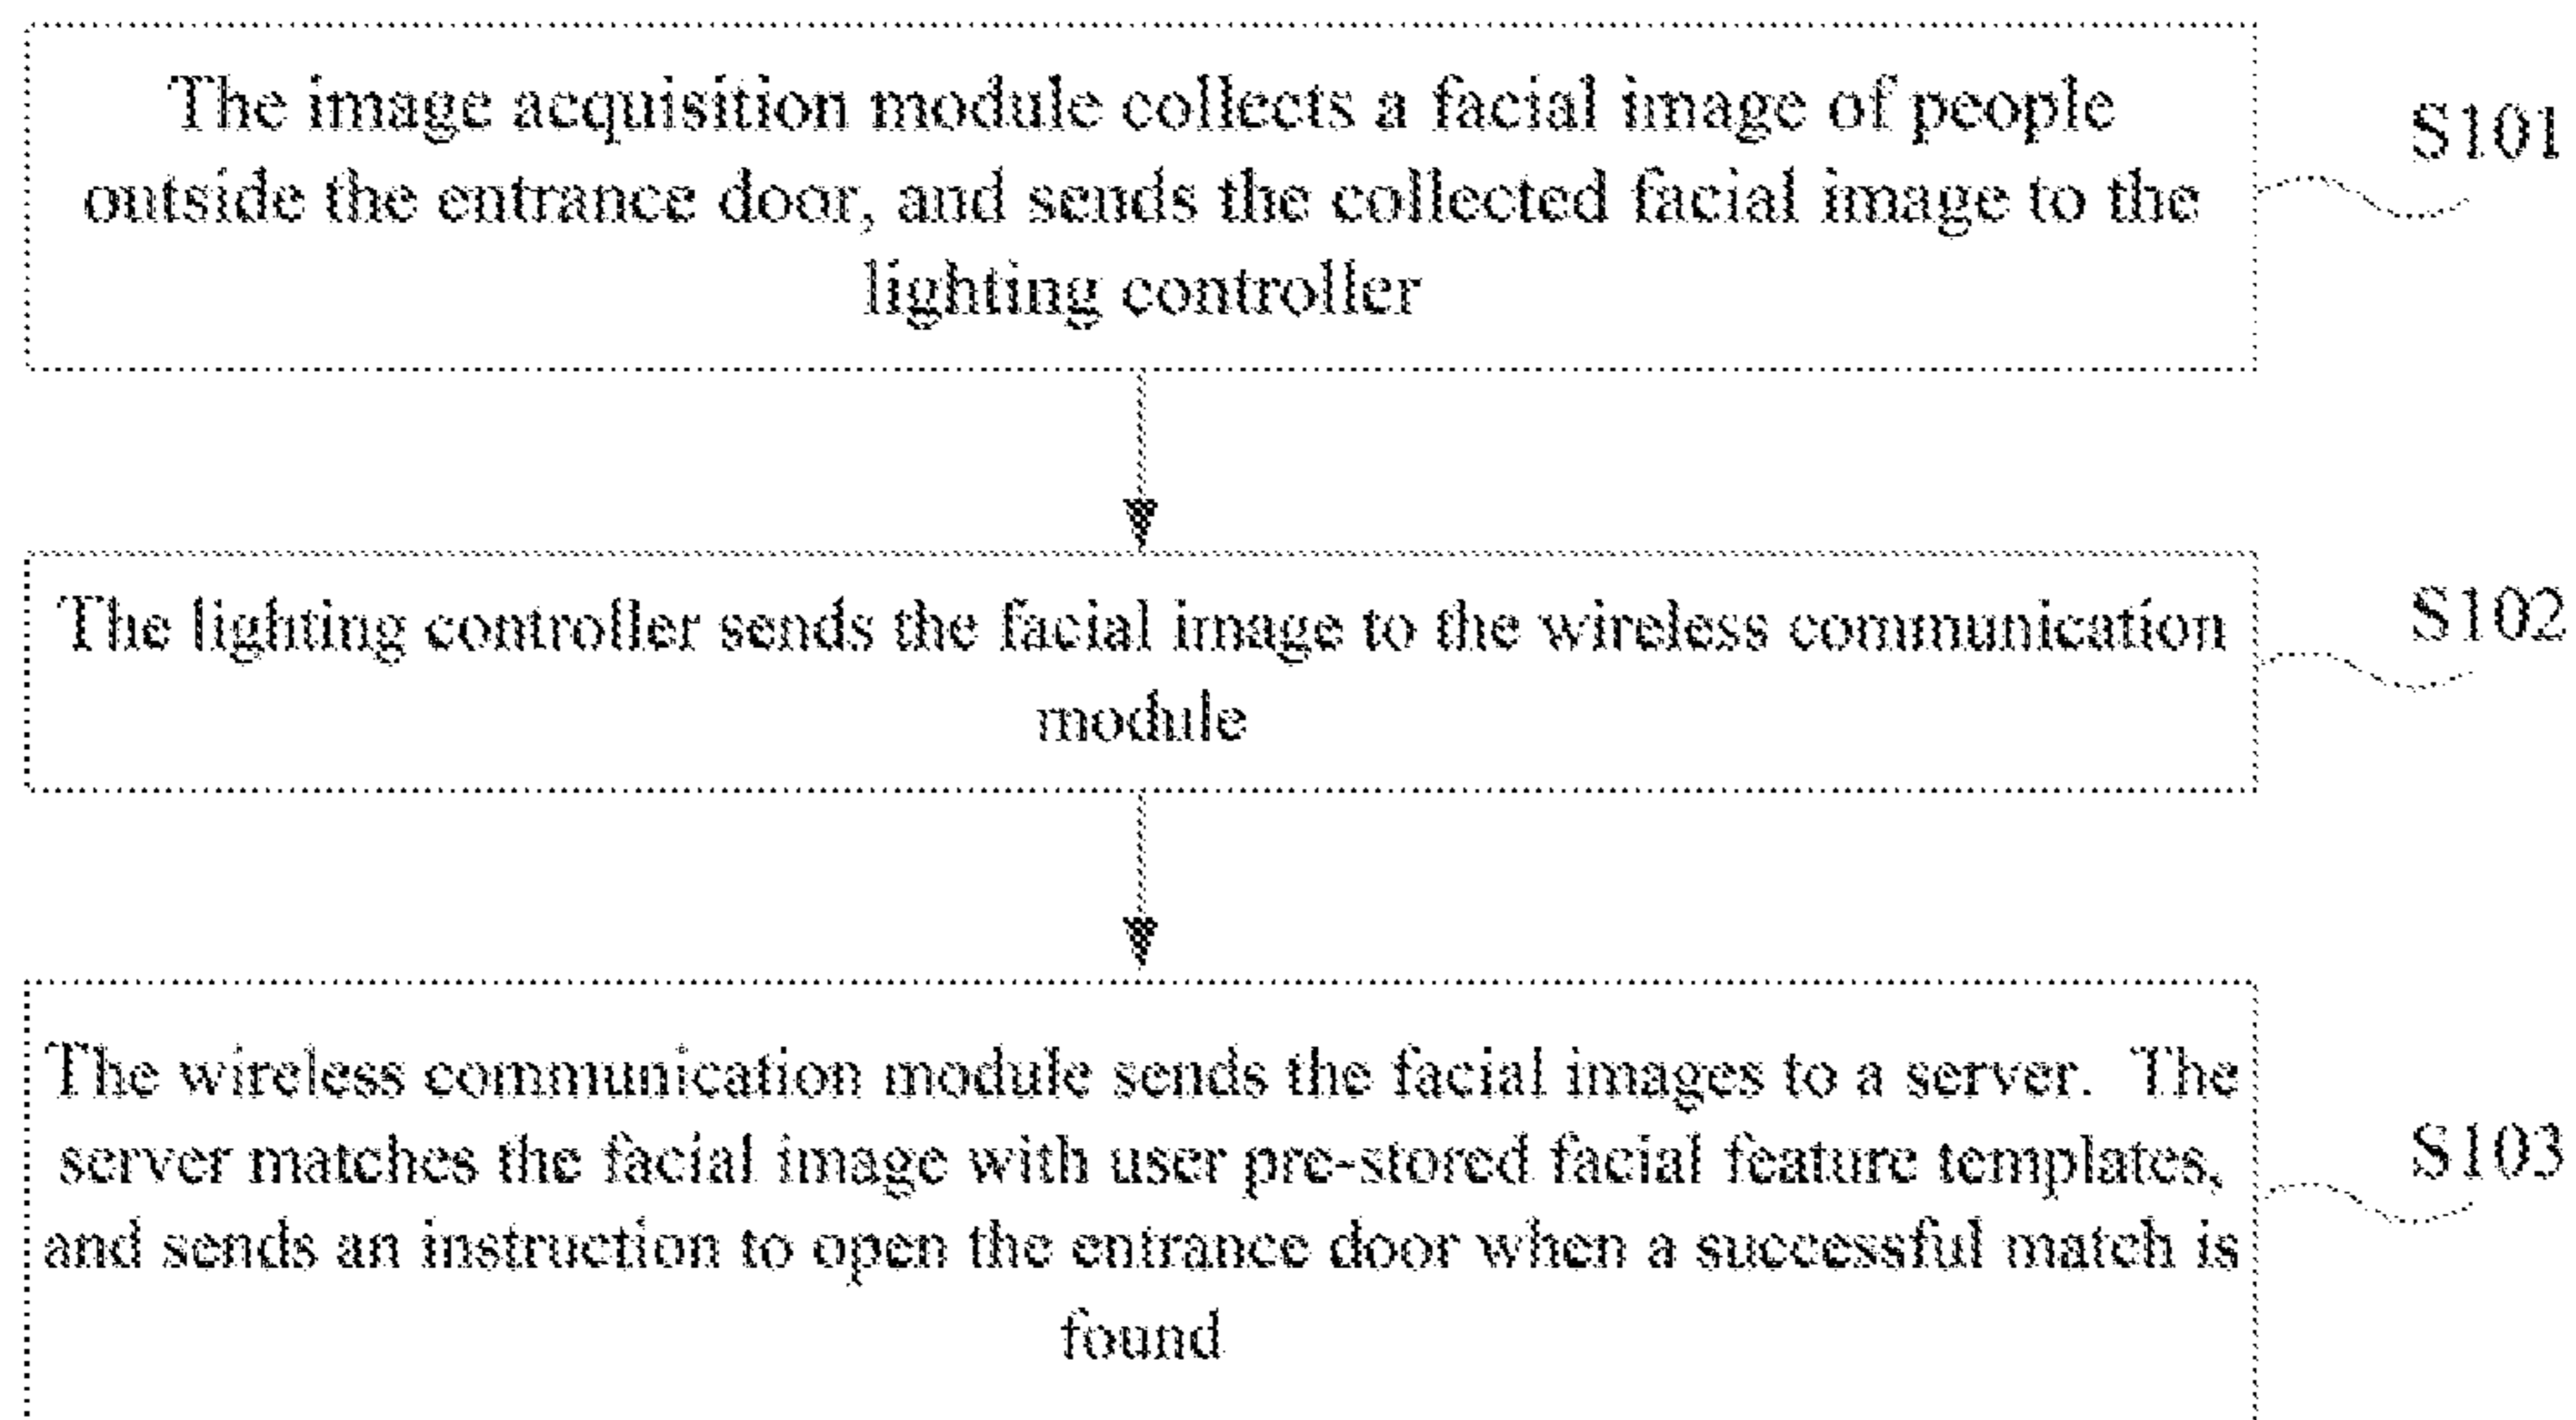 The image acquisition module collects a facial image of people
outside the entrance door, and sends the collected facial image to the
lighting controller
S101
The lighting controller sends the facial image to the wireless communication
module
S102
The wireless communication module sends the facial images to a server. The
server matches the facial image with user pre-stored facial feature templates,
and sends an instruction to open the entrance door when a successful match is
found
S103